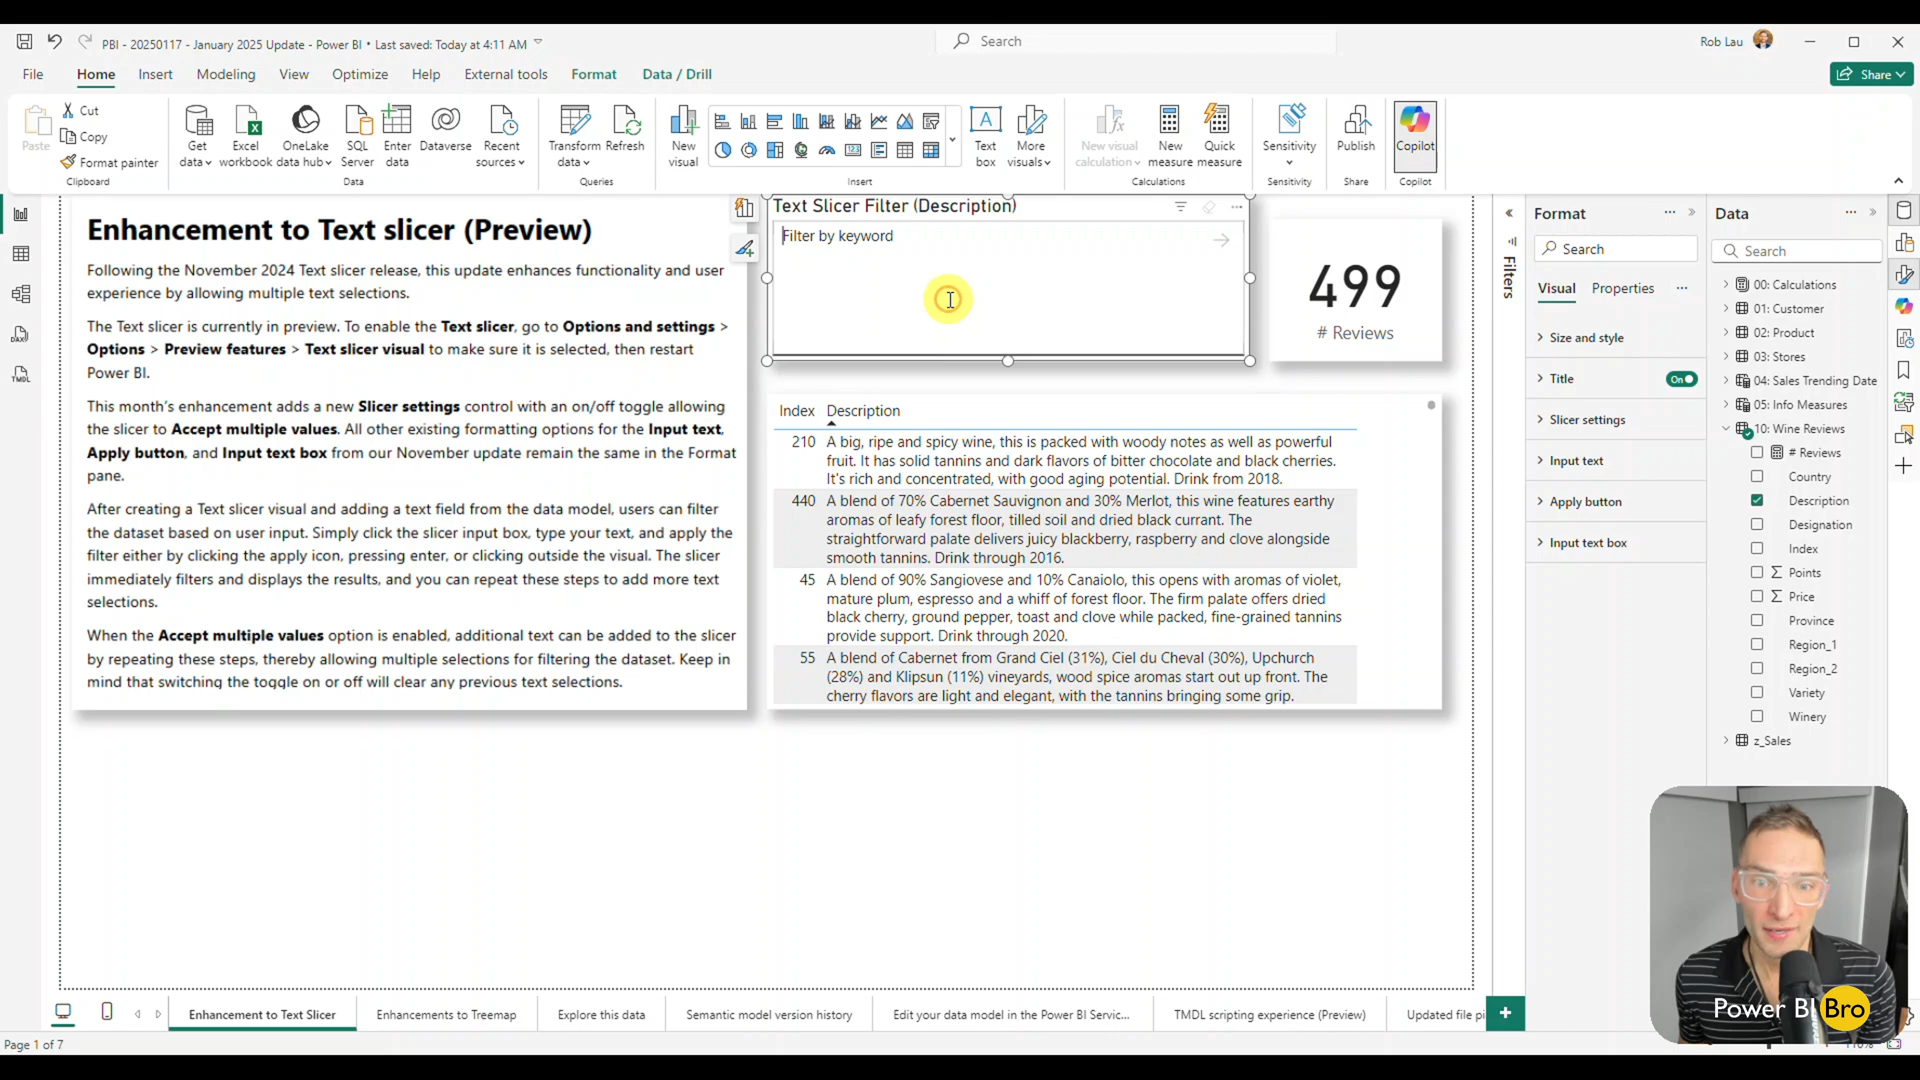 PBI - 20250117 - January 2025 Update - Power BI • Last saved: Today at 4:11 AM
Search
Rob Lau
File
Home
Insert
Modeling
View
Optimize
Help
External tools
Format
Data / Drill
Share
Paste
Cut
Copy
Format painter
Clipboard
Get data
Excel workbook
OneLake data hub
SQL Server
Enter data
Dataverse
Recent sources
Data
Transform data
Refresh
Queries
New visual
Text box
More visuals
Insert
New visual calculation
New measure
Quick measure
Calculations
Sensitivity
Sensitivity
Publish
Share
Copilot
Copilot
Enhancement to Text slicer (Preview)
Following the November 2024 Text slicer release, this update enhances functionality and user
experience by allowing multiple text selections.
The Text slicer is currently in preview. To enable the Text slicer, go to Options and settings >
Options > Preview features > Text slicer visual to make sure it is selected, then restart
Power BI.
This month's enhancement adds a new Slicer settings control with an on/off toggle allowing
the slicer to Accept multiple values. All other existing formatting options for the Input text,
Apply button, and Input text box from our November update remain the same in the Format
pane.
After creating a Text slicer visual and adding a text field from the data model, users can filter
the dataset based on user input. Simply click the slicer input box, type your text, and apply the
filter either by clicking the apply icon, pressing enter, or clicking outside the visual. The slicer
immediately filters and displays the results, and you can repeat these steps to add more text
selections.
When the Accept multiple values option is enabled, additional text can be added to the slicer
by repeating these steps, thereby allowing multiple selections for filtering the dataset. Keep in
mind that switching the toggle on or off will clear any previous text selections.
Text Slicer Filter (Description)
Filter by keyword
499
# Reviews
Index Description
210 A big, ripe and spicy wine, this is packed with woody notes as well as powerful
fruit. It has solid tannins and dark flavors of bitter chocolate and black cherries.
It's rich and concentrated, with good aging potential. Drink from 2018.
440 A blend of 70% Cabernet Sauvignon and 30% Merlot, this wine features earthy
aromas of leafy forest floor, tilled soil and dried black currant. The
straightforward palate delivers juicy blackberry, raspberry and clove alongside
smooth tannins. Drink through 2016.
45 A blend of 90% Sangiovese and 10% Canaiolo, this opens with aromas of violet,
mature plum, espresso and a whiff of forest floor. The firm palate offers dried
black cherry, ground pepper, toast and clove while packed, fine-grained tannins
provide support. Drink through 2020.
55 A blend of Cabernet from Grand Ciel (31%), Ciel du Cheval (30%), Upchurch
(28%) and Klipsun (11%) vineyards, wood spice aromas start out up front. The
cherry flavors are light and elegant, with the tannins bringing some grip.
Filters
Format
Search
Visual
Properties
Size and style
Title
On
Slicer settings
Input text
Apply button
Input text box
Data
Search
00: Calculations
01: Customer
02: Product
03: Stores
04: Sales Trending Date
05: Info Measures
10: Wine Reviews
# Reviews
Country
Description
Designation
Index
Points
Price
Province
Region_1
Region_2
Variety
Winery
z_Sales
DAX
TMDL
Power BI Bro
Enhancement to Text Slicer
Enhancements to Treemap
Explore this data
Semantic model version history
Edit your data model in the Power BI Servic...
TMDL scripting experience (Preview)
Updated file pi
Page 1 of 7